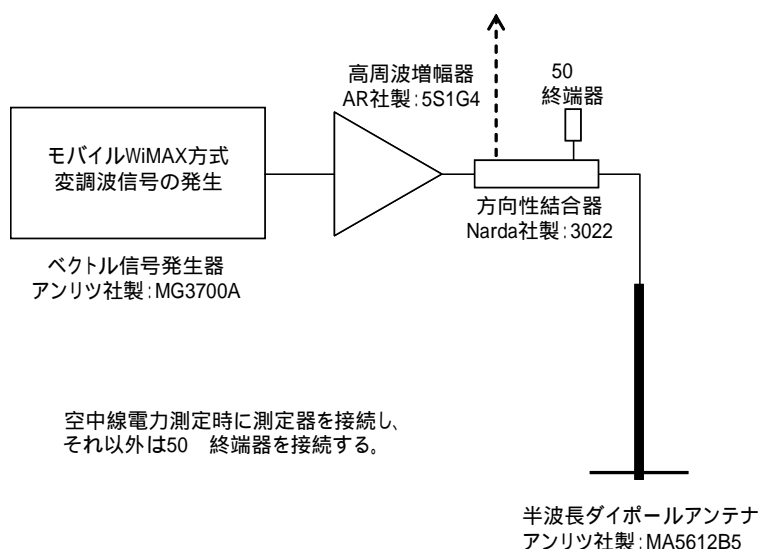 高周波増幅器
AR社製:5S1G4
50
終端器
モバイルWiMAX方式
変調波信号の発生
方向性結合器
Narda社製:3022
ベクトル信号発生器
アンリツ社製:MG3700A
空中線電力測定時に測定器を接続し、
それ以外は50　終端器を接続する。
半波長ダイポールアンテナ
アンリツ社製:MA5612B5